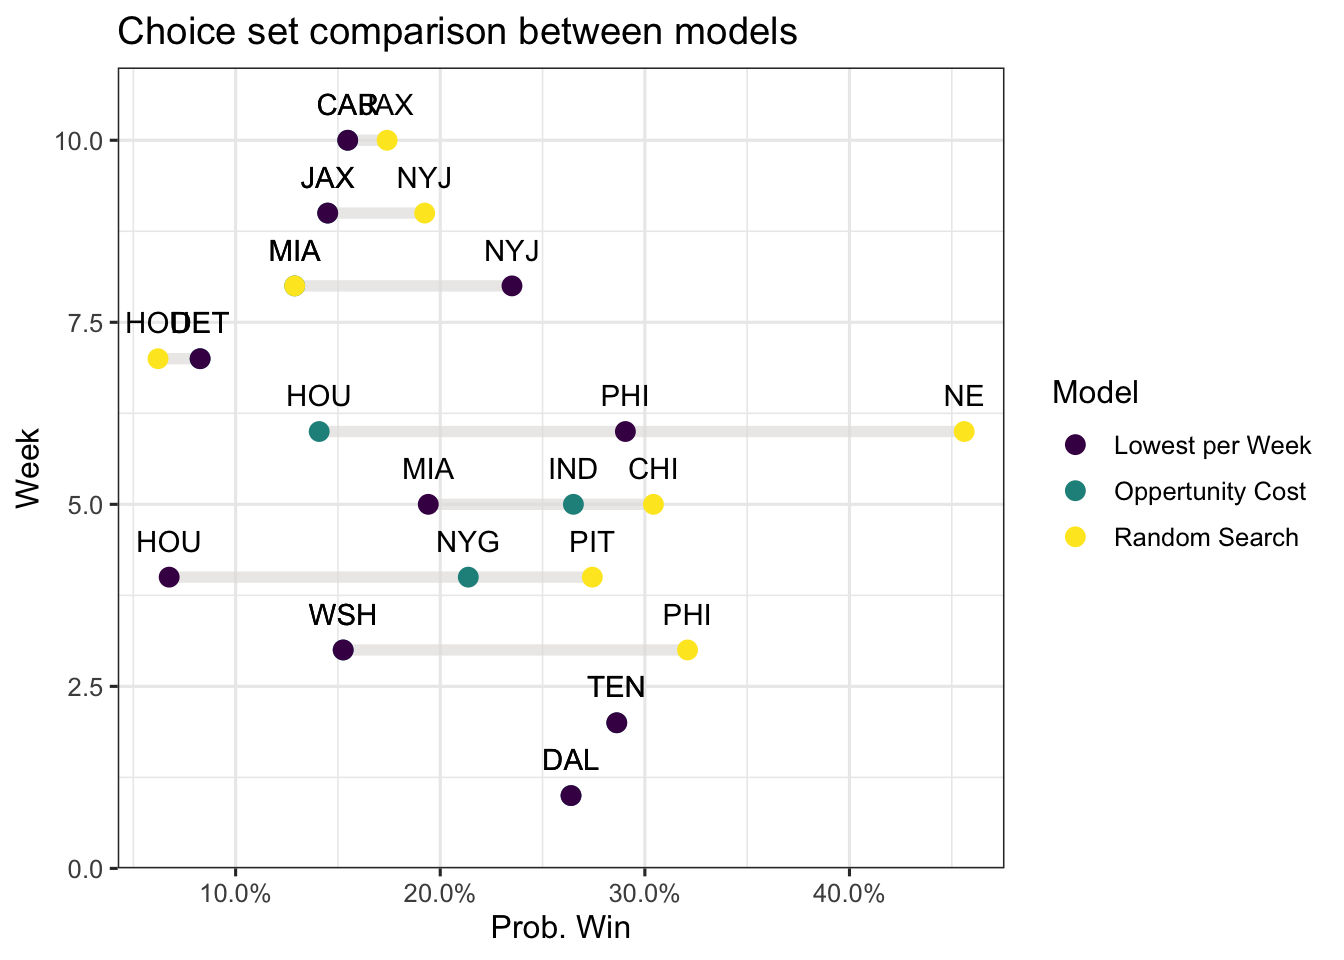 Choice set comparison between models
CAR JAX
10.0
JAX NYJ
MIA NYJ
7.5
HOU DET
HOU PHI NE
Model
Lowest per Week
Week
MIA IND CHI
Oppertunity Cost
5.0
HOU NYG PIT
Random Search
WSH PHI
2.5
TEN
DAL
0.0
10.0% 20.0% 30.0% 40.0%
Prob. Win